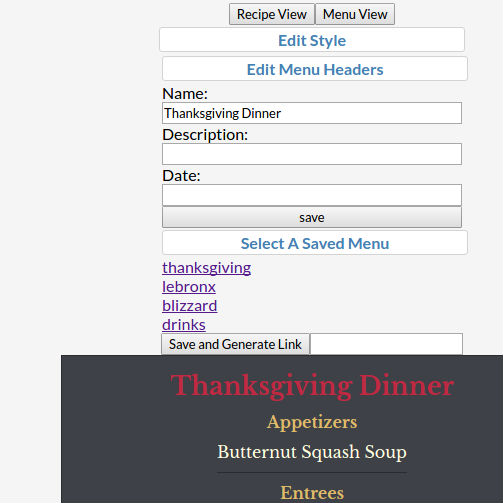 Recipe View Menu View
Edit Style
Edit Menu Headers
Name:
Thanksgiving Dinner
Description:
Date:
save
Select A Saved Menu
thanksgiving
lebronx
blizzard
drinks
Save and Generate Link
Thanksgiving Dinner
Appetizers
Butternut Squash Soup
Entrees